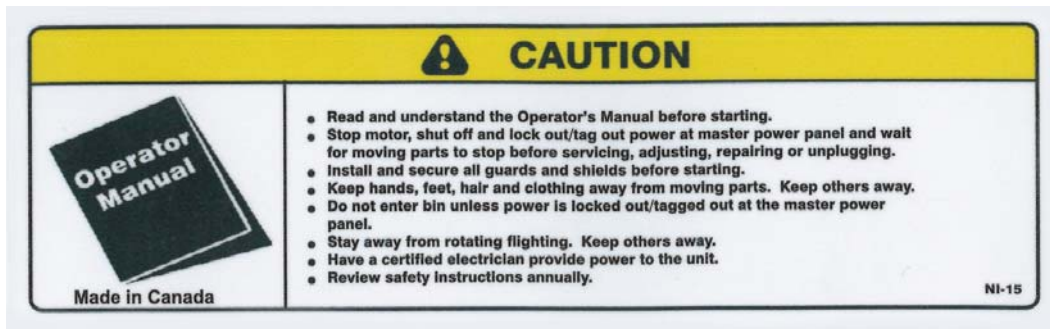 CAUTION
Operator
Manual
Made in Canada
• Read and understand the Operator's Manual before starting.
• Stop motor, shut off and lock out/tag out power at master power panel and wait
for moving parts to stop before servicing, adjusting, repairing or unplugging.
• Install and secure all guards and shields before starting.
• Keep hands, feet, hair and clothing away from moving parts. Keep others away.
• Do not enter bin unless power is locked out/tagged out at the master power
panel.
• Stay away from rotating flighting. Keep others away.
• Have a certified electrician provide power to the unit.
• Review safety instructions annually.
NI-15